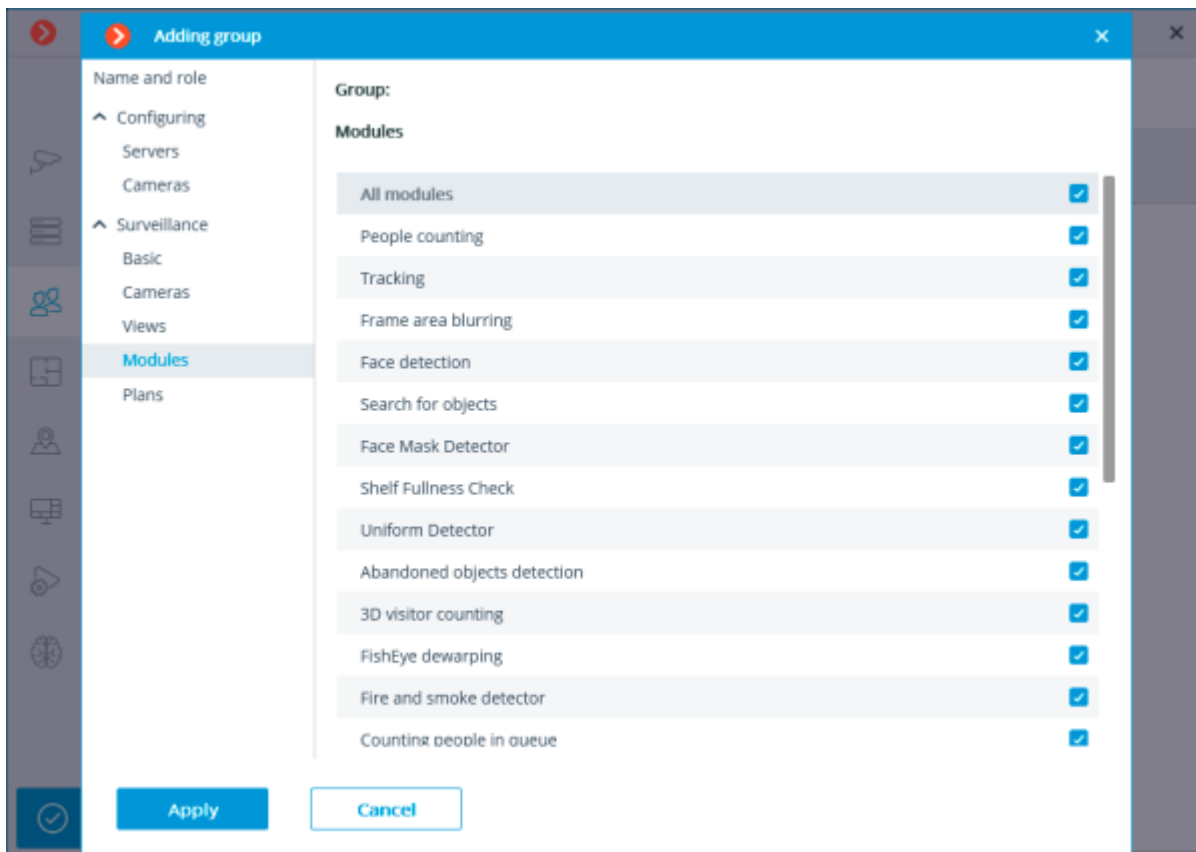 Adding group
Name and role
Configuring
Servers
Cameras
Surveillance
Basic
Cameras
Views
Modules
Plans
Group:
Modules
All modules
People counting
Tracking
Frame area blurring
Face detection
Search for objects
Face Mask Detector
Shelf Fullness Check
Uniform Detector
Abandoned objects detection
3D visitor counting
FishEye dewarping
Fire and smoke detector
Counting people in queue
Apply
Cancel